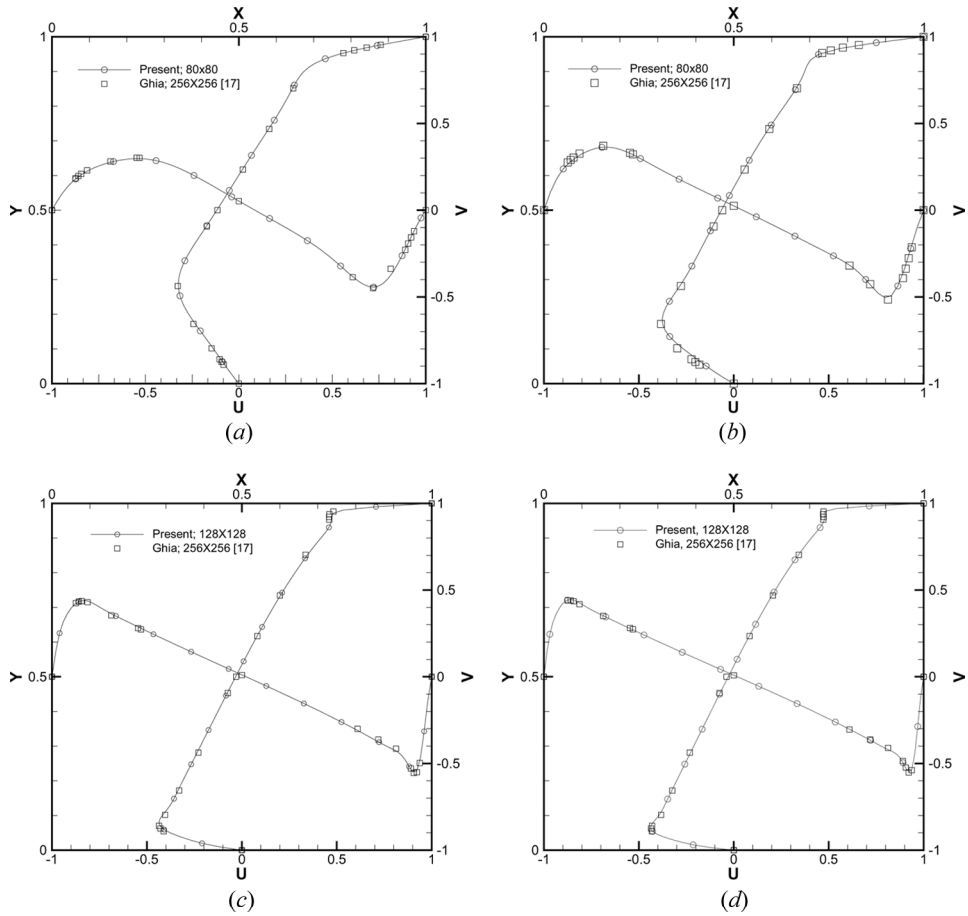 X
0 0.5 1
Present; 80x80
Ghia; 256X256 [17]
Y
1
0.5
0
V
1
0.5
0
-0.5
-1
-1 -0.5 0 0.5 1
U
(a)
X
0 0.5 1
Present; 80x80
Ghia; 256X256 [17]
Y
1
0.5
0
V
0.5
0
-0.5
-1
-1 -0.5 0 0.5 1
U
(b)
X
0 0.5 1
Present; 128X128
Ghia; 256X256 [17]
Y
1
0.5
0
V
1
0.5
0
-0.5
-1
-1 -0.5 0 0.5 1
U
(c)
X
0 0.5 1
Present, 128X128
Ghia, 256X256 [17]
Y
1
0.5
0
V
1
0.5
0
-0.5
-1
-1 -0.5 0 0.5 1
U
(d)